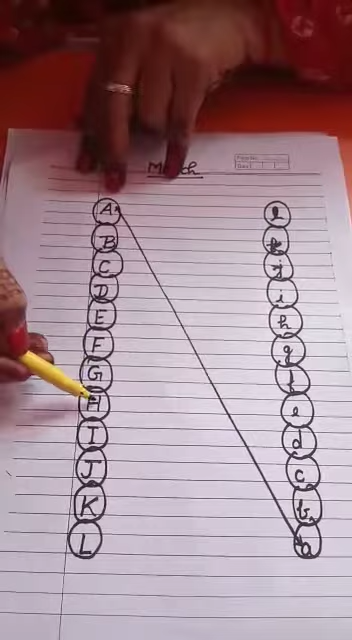 Match
A l
B k
C j
D i
E h
F g
G f
H e
I d
J c
K b
L a